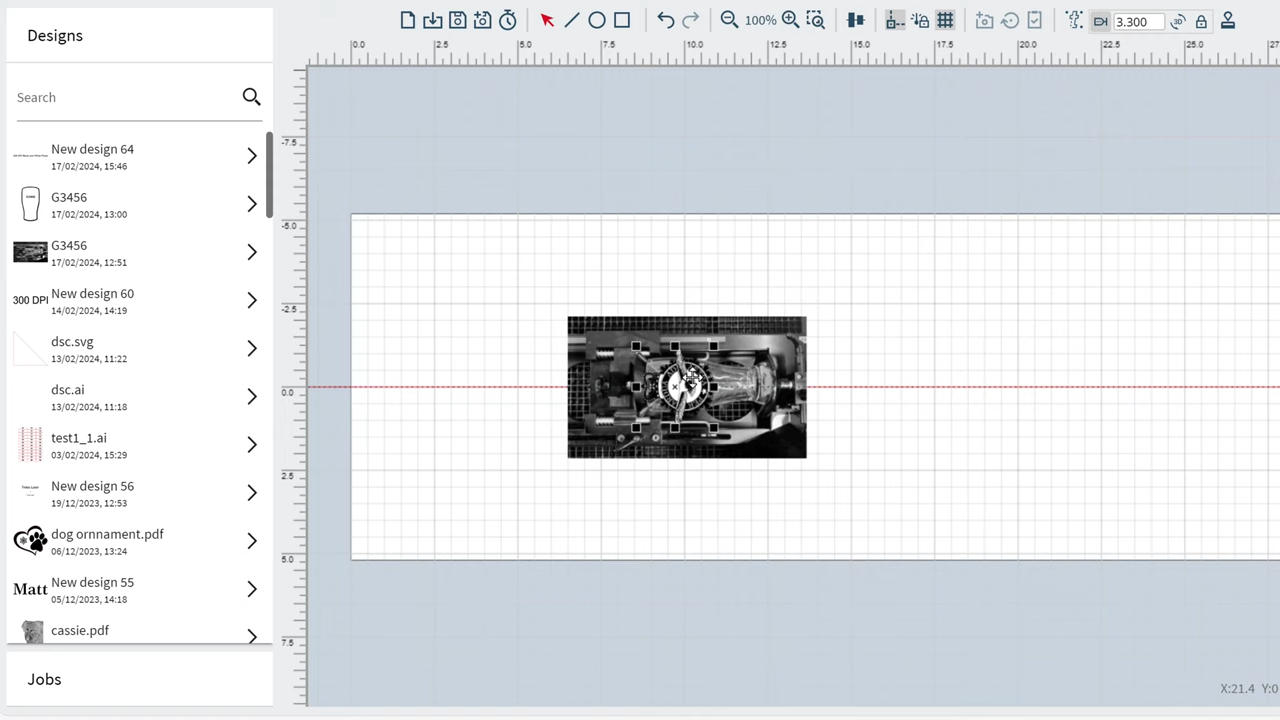 Designs
100%
3.300
3D
0.0
2.5
5.0
7.5
10.0
12.5
15.0
17.5
20.0
22.5
25.0
27
Search
New design 64
17/02/2024, 15:46
G3456
17/02/2024, 13:00
G3456
17/02/2024, 12:51
300 DPI
New design 60
14/02/2024, 14:19
dsc.svg
13/02/2024, 11:22
dsc.ai
13/02/2024, 11:18
test1_1.ai
03/02/2024, 15:29
New design 56
19/12/2023, 12:53
dog ornnament.pdf
06/12/2023, 13:24
Matt
New design 55
05/12/2023, 14:18
cassie.pdf
Jobs
-7.5
-5.0
-2.5
0.0
2.5
5.0
7.5
X:21.4 Y:0